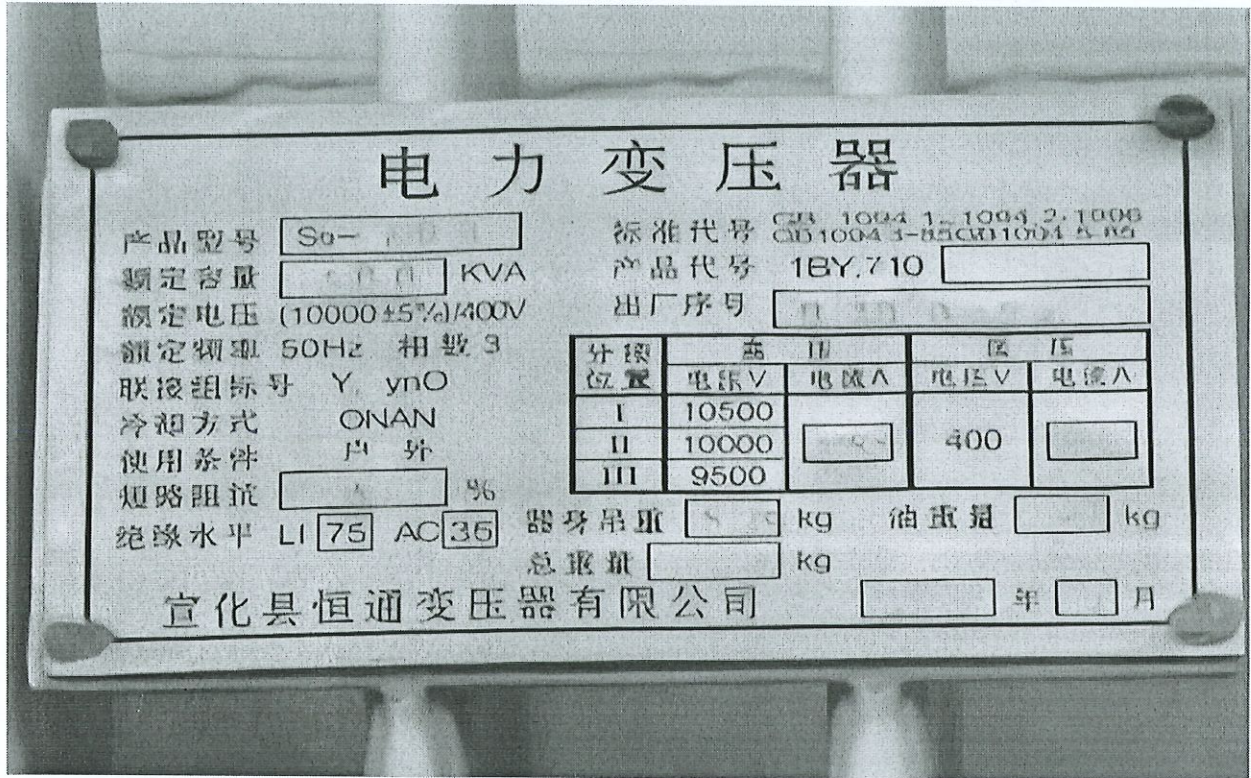 电力变压器
产品型号 S9-
标准代号 GB 1094.1-1094.2-1996
GB1094.3-85GB1094.5-85
额定容量 KVA
产品代号 1BY.710
额定电压 (10000±5%)/400V
出厂序号
额定频率 50Hz 相数 3
联接组标号 Y, yn0
冷却方式 ONAN
使用条件 户外
短路阻抗 %
绝缘水平 LI 75 AC 35
分接位置 高压 低压
电压V 电流A 电压V 电流A
I 10500
II 10000 400
III 9500
器身吊重 kg 油重量 kg
总重量 kg
宣化县恒通变压器有限公司 年 月